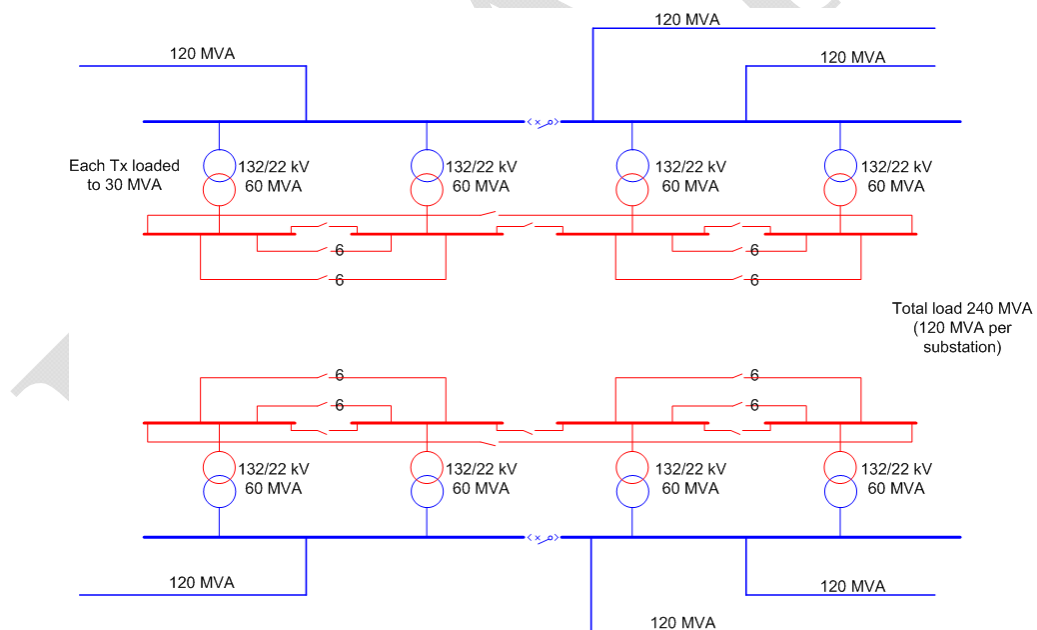 120 MVA
120 MVA
120 MVA
Each Tx loaded
to 30 MVA
132/22 kV
60 MVA
132/22 kV
60 MVA
132/22 kV
60 MVA
132/22 kV
60 MVA
6
6
6
6
Total load 240 MVA
(120 MVA per
substation)
6
6
6
6
132/22 kV
60 MVA
132/22 kV
60 MVA
132/22 kV
60 MVA
132/22 kV
60 MVA
120 MVA
120 MVA
120 MVA